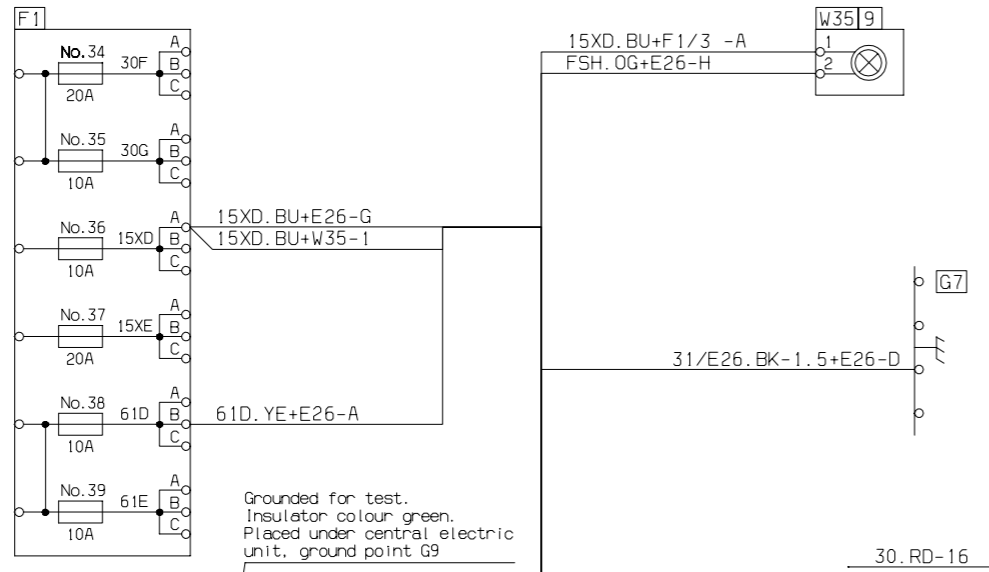 F1
No.34
30F
20A
A
B
C
No.35
30G
10A
A
B
C
No.36
15XD
10A
A
B
C
No.37
15XE
20A
A
B
C
No.38
61D
10A
A
B
C
No.39
61E
10A
A
B
C
15XD.BU+E26-G
15XD.BU+W35-1
61D.YE+E26-A
Grounded for test.
Insulator colour green.
Placed under central electric
unit, ground point G9
W35 9
15XD.BU+F1/3 -A
1
FSH.OG+E26-H
2
G7
31/E26.BK-1.5+E26-D
30.RD-16